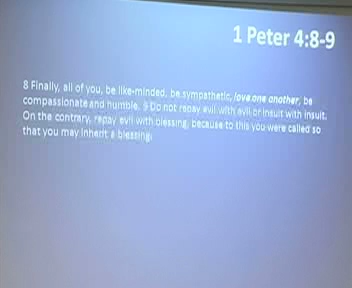 1 Peter 4:8-9
8 Finally, all of you, be like-minded, be sympathetic, love one another, be
compassionate and humble. 9 Do not repay evil with evil or insult with insult.
On the contrary, repay evil with blessing, because to this you were called so
that you may inherit a blessing.